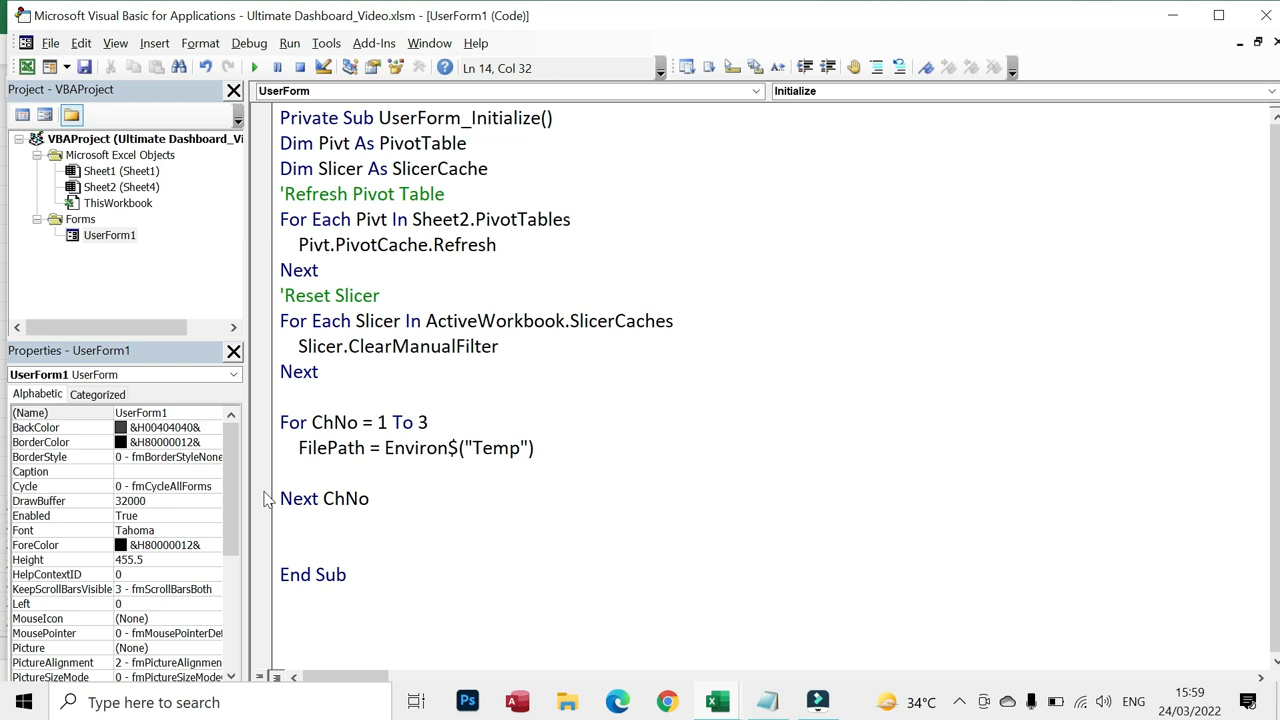 Microsoft Visual Basic for Applications - Ultimate Dashboard_Video.xlsm - [UserForm1 (Code)]
File Edit View Insert Format Debug Run Tools Add-Ins Window Help
Ln 14, Col 32
Project - VBAProject
VBAProject (Ultimate Dashboard_Vi
Microsoft Excel Objects
Sheet1 (Sheet1)
Sheet2 (Sheet4)
ThisWorkbook
Forms
UserForm1
Properties - UserForm1
UserForm1 UserForm
Alphabetic Categorized
(Name) UserForm1
BackColor &H00404040&
BorderColor &H80000012&
BorderStyle 0 - fmBorderStyleNone
Caption
Cycle 0 - fmCycleAllForms
DrawBuffer 32000
Enabled True
Font Tahoma
ForeColor &H80000012&
Height 455.5
HelpContextID 0
KeepScrollBarsVisible 3 - fmScrollBarsBoth
Left 0
MouseIcon (None)
MousePointer 0 - fmMousePointerDef
Picture (None)
PictureAlignment 2 - fmPictureAlignmen
PictureSizeMode 0 - fmPictureSizeMode
UserForm Initialize
Private Sub UserForm_Initialize()
Dim Pivt As PivotTable
Dim Slicer As SlicerCache
'Refresh Pivot Table
For Each Pivt In Sheet2.PivotTables
Pivt.PivotCache.Refresh
Next
'Reset Slicer
For Each Slicer In ActiveWorkbook.SlicerCaches
Slicer.ClearManualFilter
Next
For ChNo = 1 To 3
FilePath = Environ$("Temp")
Next ChNo
End Sub
Type here to search
Ps
34°C
ENG
15:59
24/03/2022